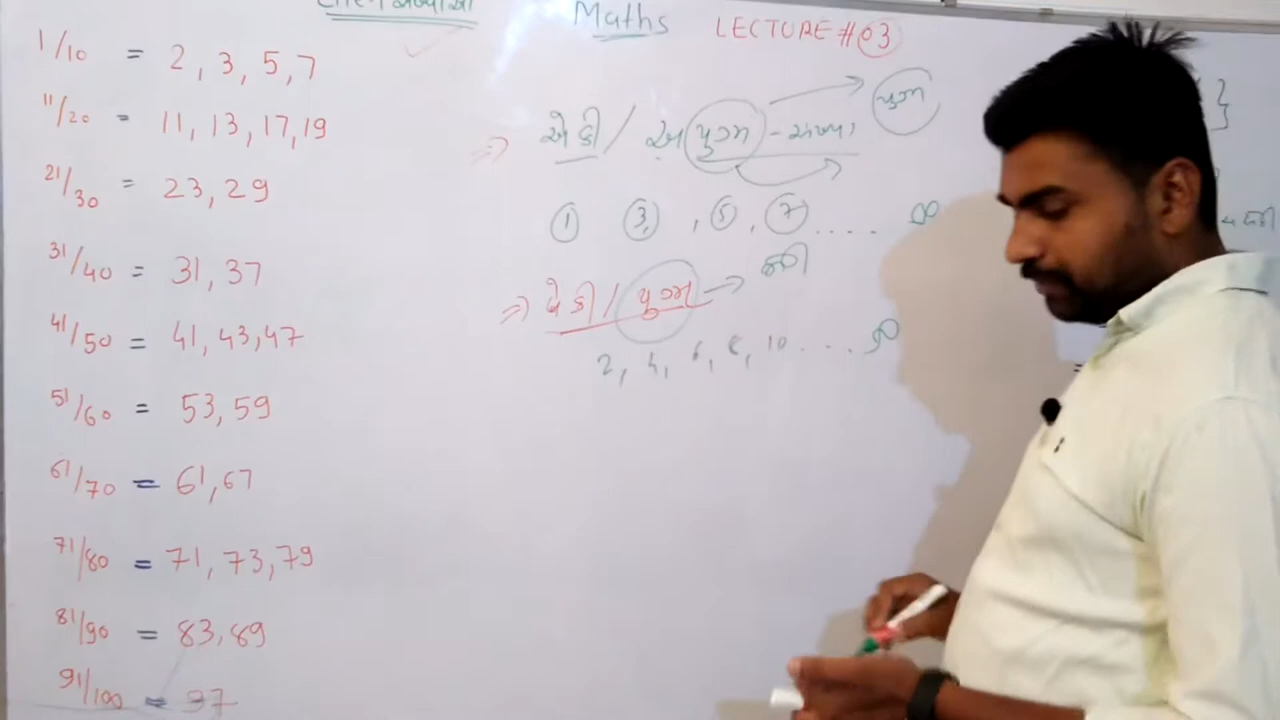 Maths LECTURE #03
1/10 = 2, 3, 5, 7
11/20 = 11, 13, 17, 19
21/30 = 23, 29
31/40 = 31, 37
41/50 = 41, 43, 47
51/60 = 53, 59
61/70 = 61, 67
71/80 = 71, 73, 79
81/90 = 83, 89
91/100 = 97
⇒ એકી / અયુગ્મ - સંખ્યા → યુગ્મ
1 3, , 5, 7 .... ∞
⇒ બેકી / યુગ્મ →
2, 4, 6, 8, 10 .... ∞